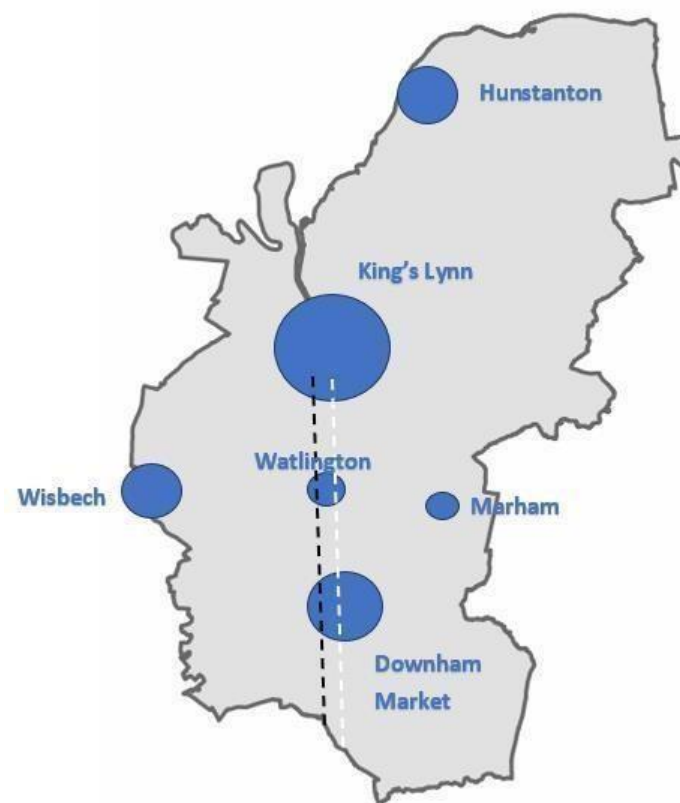 Hunstanton
King's Lynn
Watlington
Wisbech
Marham
Downham
Market